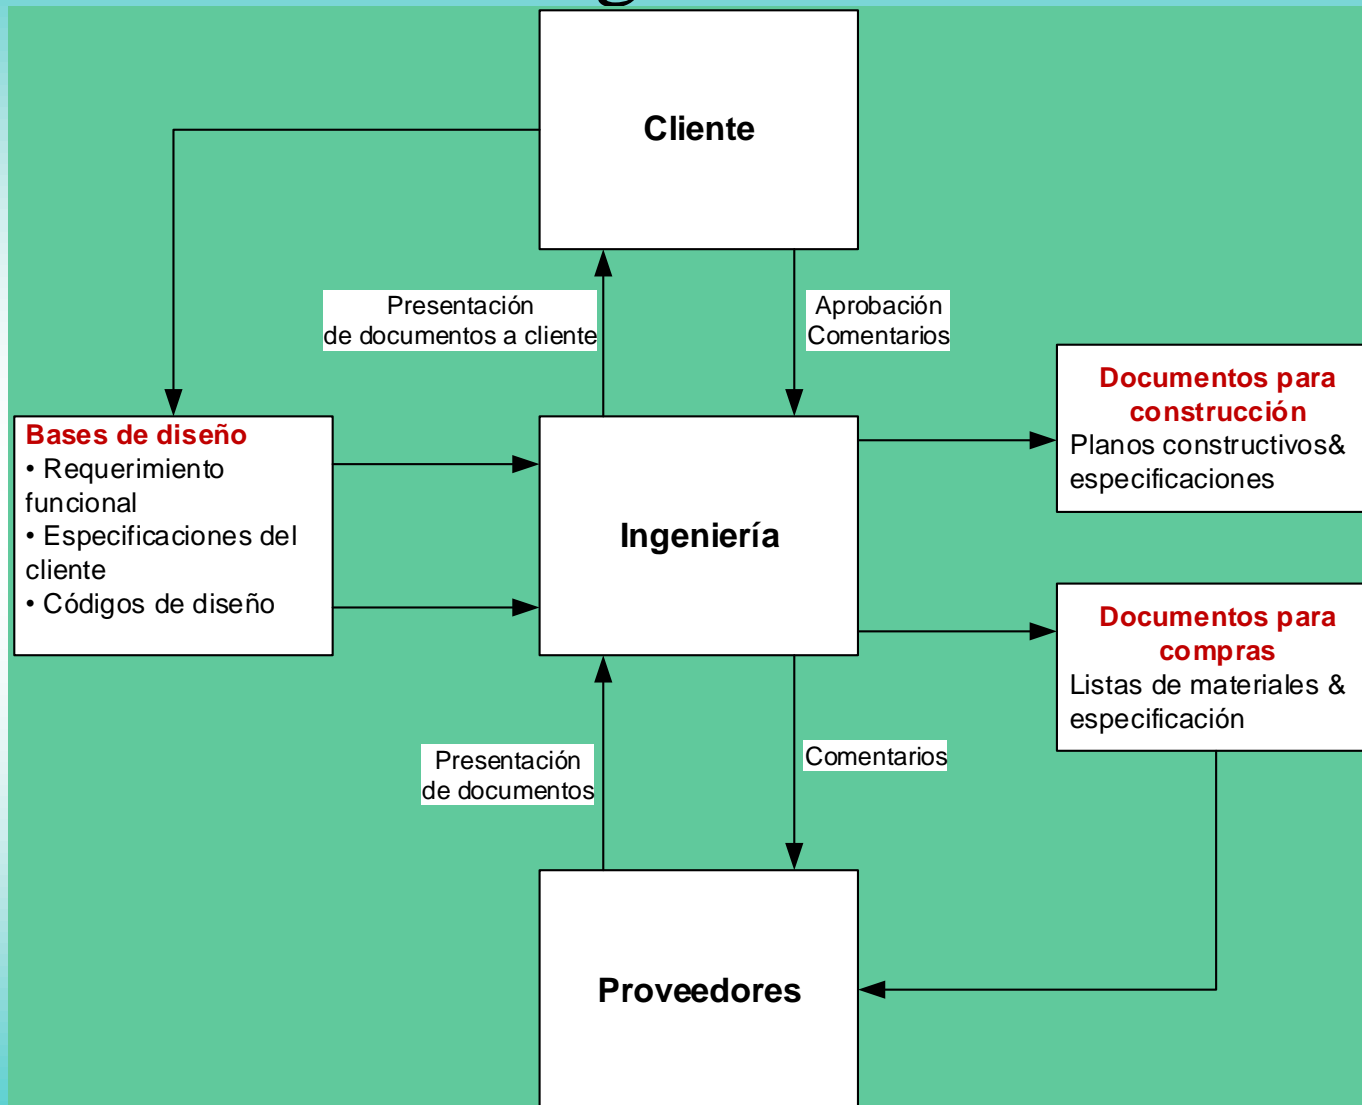 Cliente
Presentación
de documentos a cliente
Aprobación
Comentarios
Documentos para
construcción
Planos constructivos&
especificaciones
Bases de diseño
• Requerimiento
funcional
• Especificaciones del
cliente
• Códigos de diseño
Ingeniería
Documentos para
compras
Listas de materiales &
especificación
Presentación
de documentos
Comentarios
Proveedores